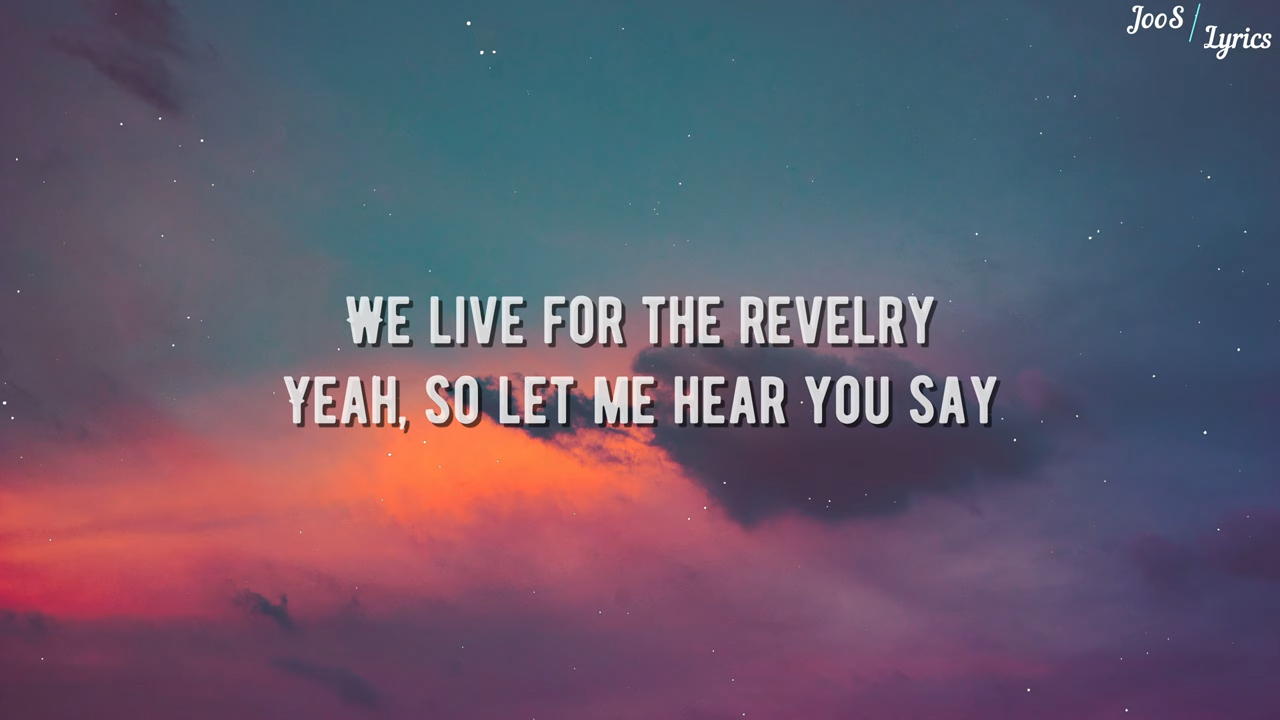 JooS /
Lyrics
WE LIVE FOR THE REVELRY
YEAH, SO LET ME HEAR YOU SAY